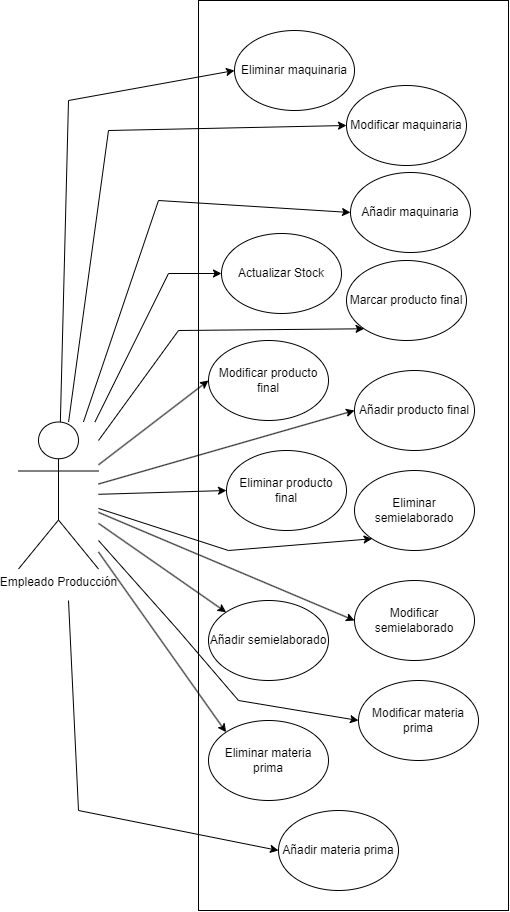 Eliminar maquinaria
Modificar maquinaria
Añadir maquinaria
Actualizar Stock
Marcar producto final
Modificar producto
final
Añadir producto final
Eliminar producto
final
Eliminar
semielaborado
Empleado Producción
Modificar
semielaborado
Añadir semielaborado
Modificar materia
prima
Eliminar materia
prima
Añadir materia prima